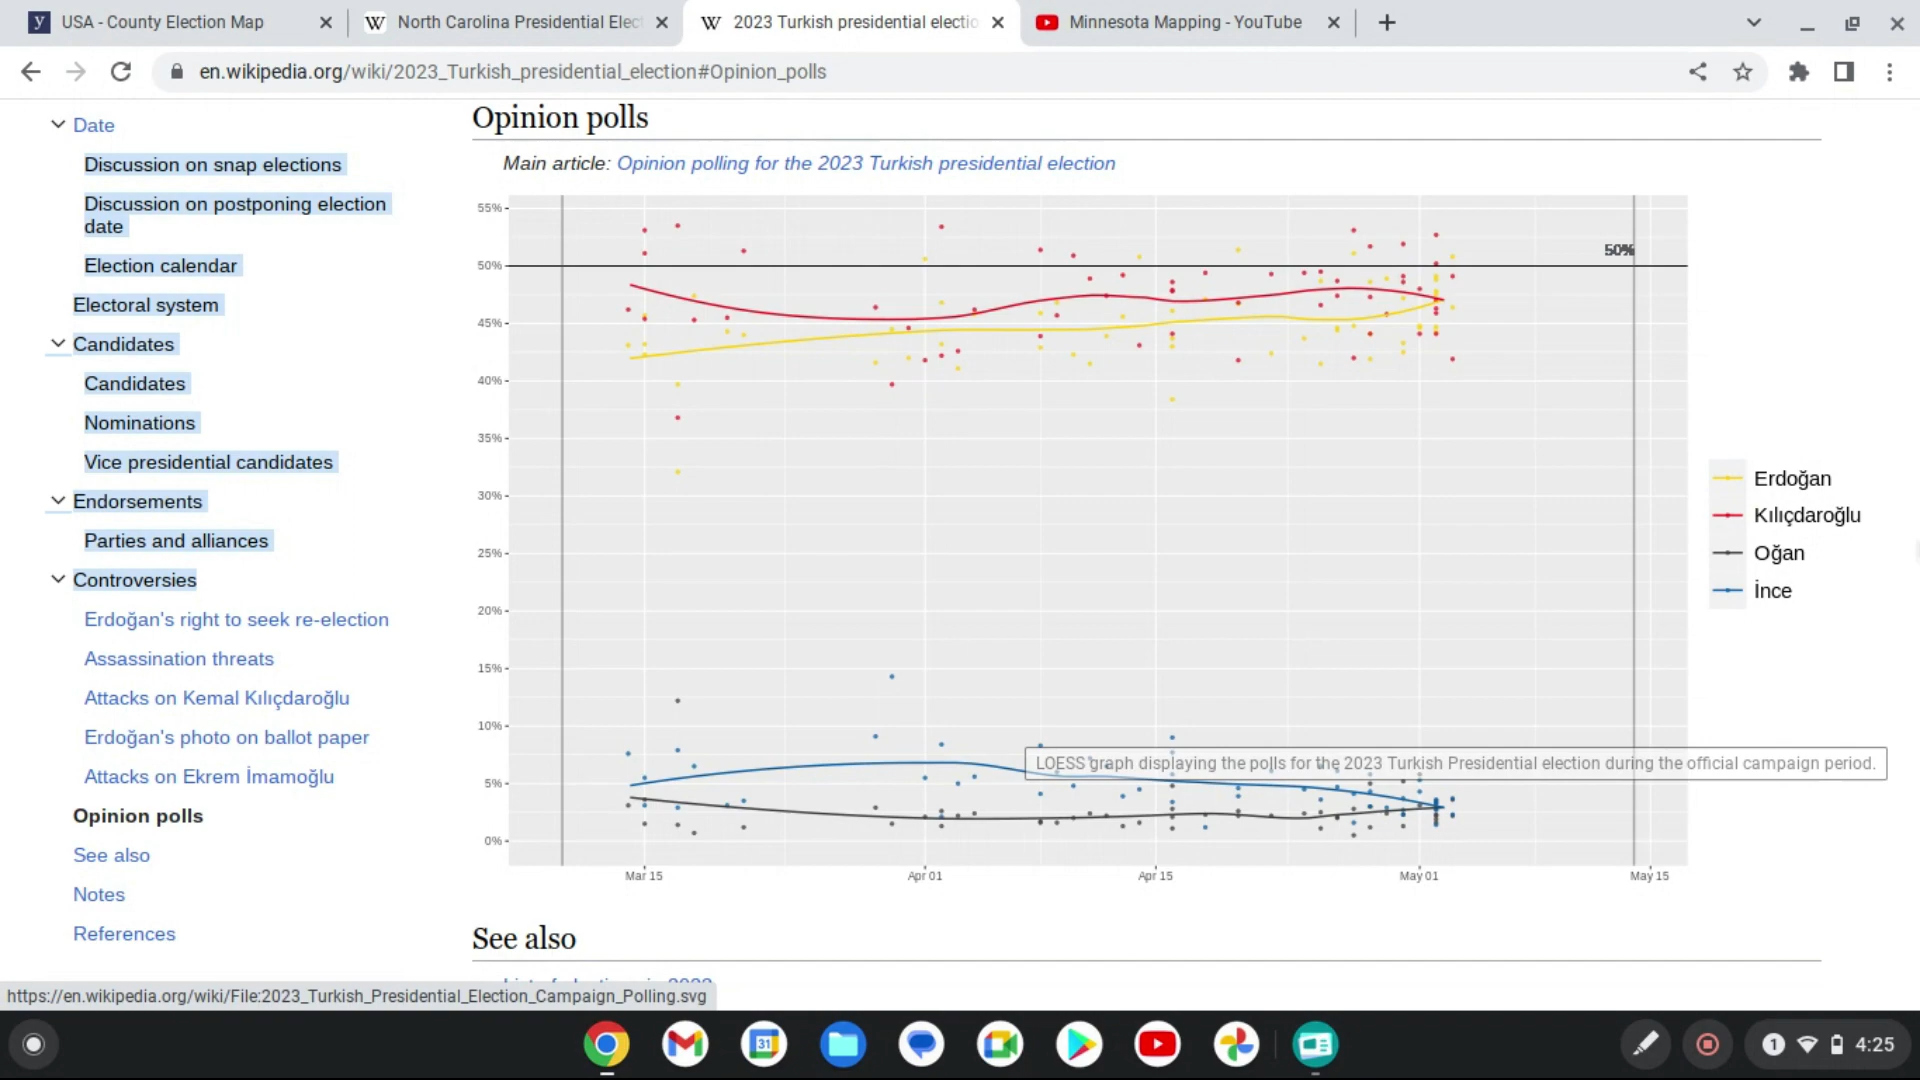 USA - County Election Map
North Carolina Presidential Elec
2023 Turkish presidential electio
Minnesota Mapping - YouTube
en.wikipedia.org/wiki/2023_Turkish_presidential_election#Opinion_polls
Date
Discussion on snap elections
Discussion on postponing election
date
Election calendar
Electoral system
Candidates
Candidates
Nominations
Vice presidential candidates
Endorsements
Parties and alliances
Controversies
Erdoğan's right to seek re-election
Assassination threats
Attacks on Kemal Kılıçdaroğlu
Erdoğan's photo on ballot paper
Attacks on Ekrem İmamoğlu
Opinion polls
See also
Notes
References
Opinion polls
Main article: Opinion polling for the 2023 Turkish presidential election
55%
50%
45%
40%
35%
30%
25%
20%
15%
10%
5%
0%
50%
Mar 15
Apr 01
Apr 15
May 01
May 15
Erdoğan
Kılıçdaroğlu
Oğan
İnce
LOESS graph displaying the polls for the 2023 Turkish Presidential election during the official campaign period.
See also
https://en.wikipedia.org/wiki/File:2023_Turkish_Presidential_Election_Campaign_Polling.svg
31
1
4:25